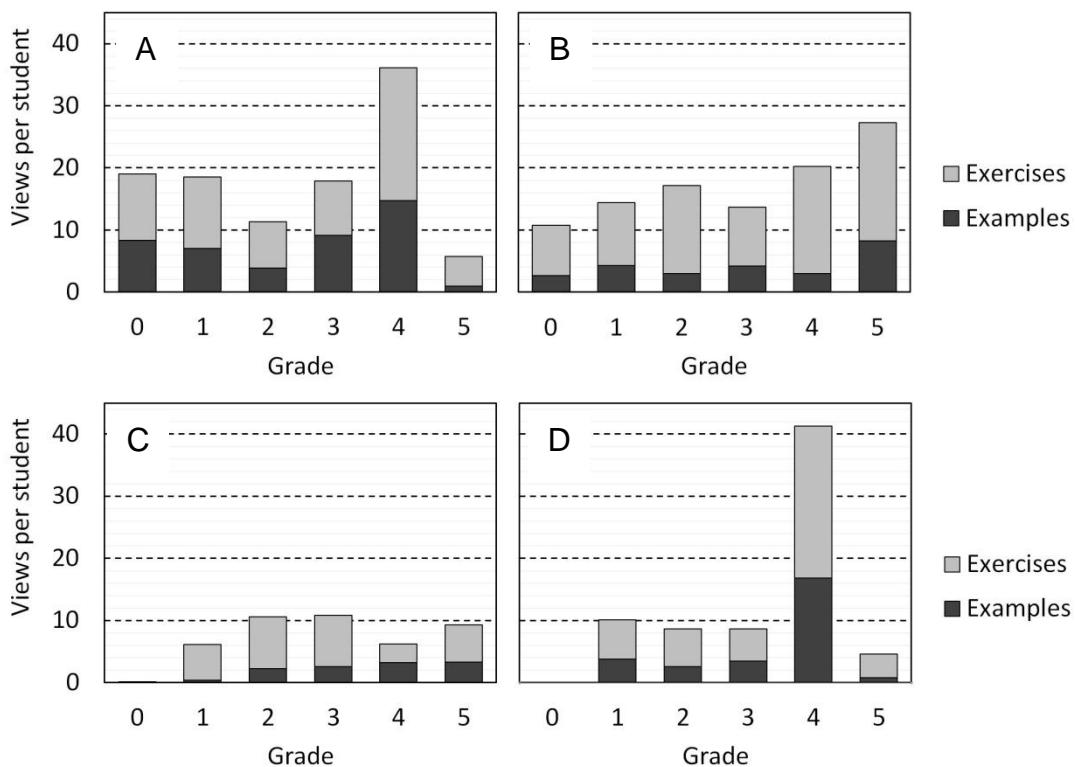 A
B
40
30
20
10
0
Views per student
0 1 2 3 4 5
0 1 2 3 4 5
Grade
Grade
Exercises
Examples
C
D
40
30
20
10
0
Views per student
0 1 2 3 4 5
0 1 2 3 4 5
Grade
Grade
Exercises
Examples